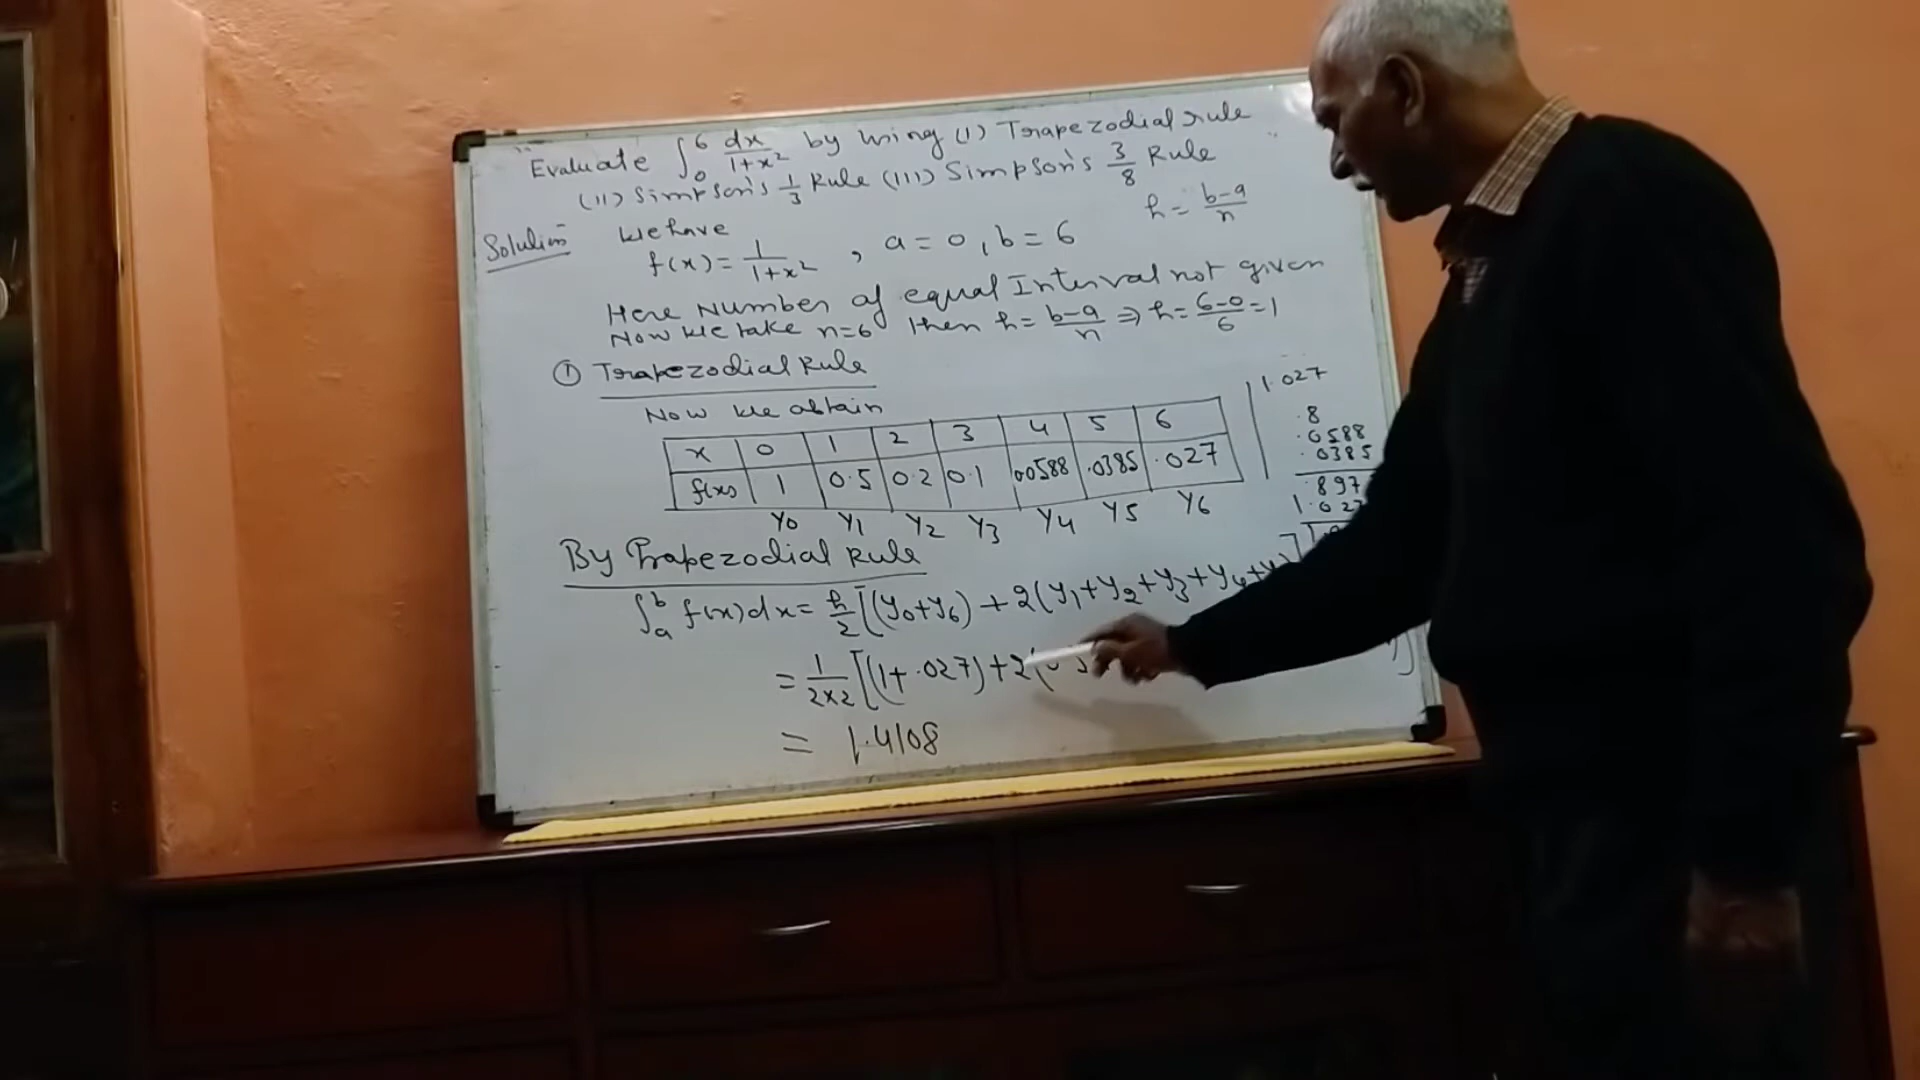 Evaluate ∫₀⁶ dx/1+x² by using (I) Trapezodial rule
(II) Simpson's 1/3 Rule (III) Simpson's 3/8 Rule
h = b-a/n
Solution We have
f(x) = 1/1+x² , a = 0, b = 6
Here Number of equal Interval not given
Now We take n=6 then h = b-a/n ⇒ h = 6-0/6 = 1
① Trapezodial Rule
Now We obtain
x 0 1 2 3 4 5 6
f(x) 1 0.5 0.2 0.1 0.0588 .0385 .027
Y0 Y1 Y2 Y3 Y4 Y5 Y6
1.027
.8
.0588
.0385
.897
1.027
By Trapezodial Rule
∫ₐᵇ f(x)dx = h/2 [(Y0+Y6) + 2(Y1+Y2+Y3+Y4+
= 1/2x2 [(1+.027)+2(
= 1.4108